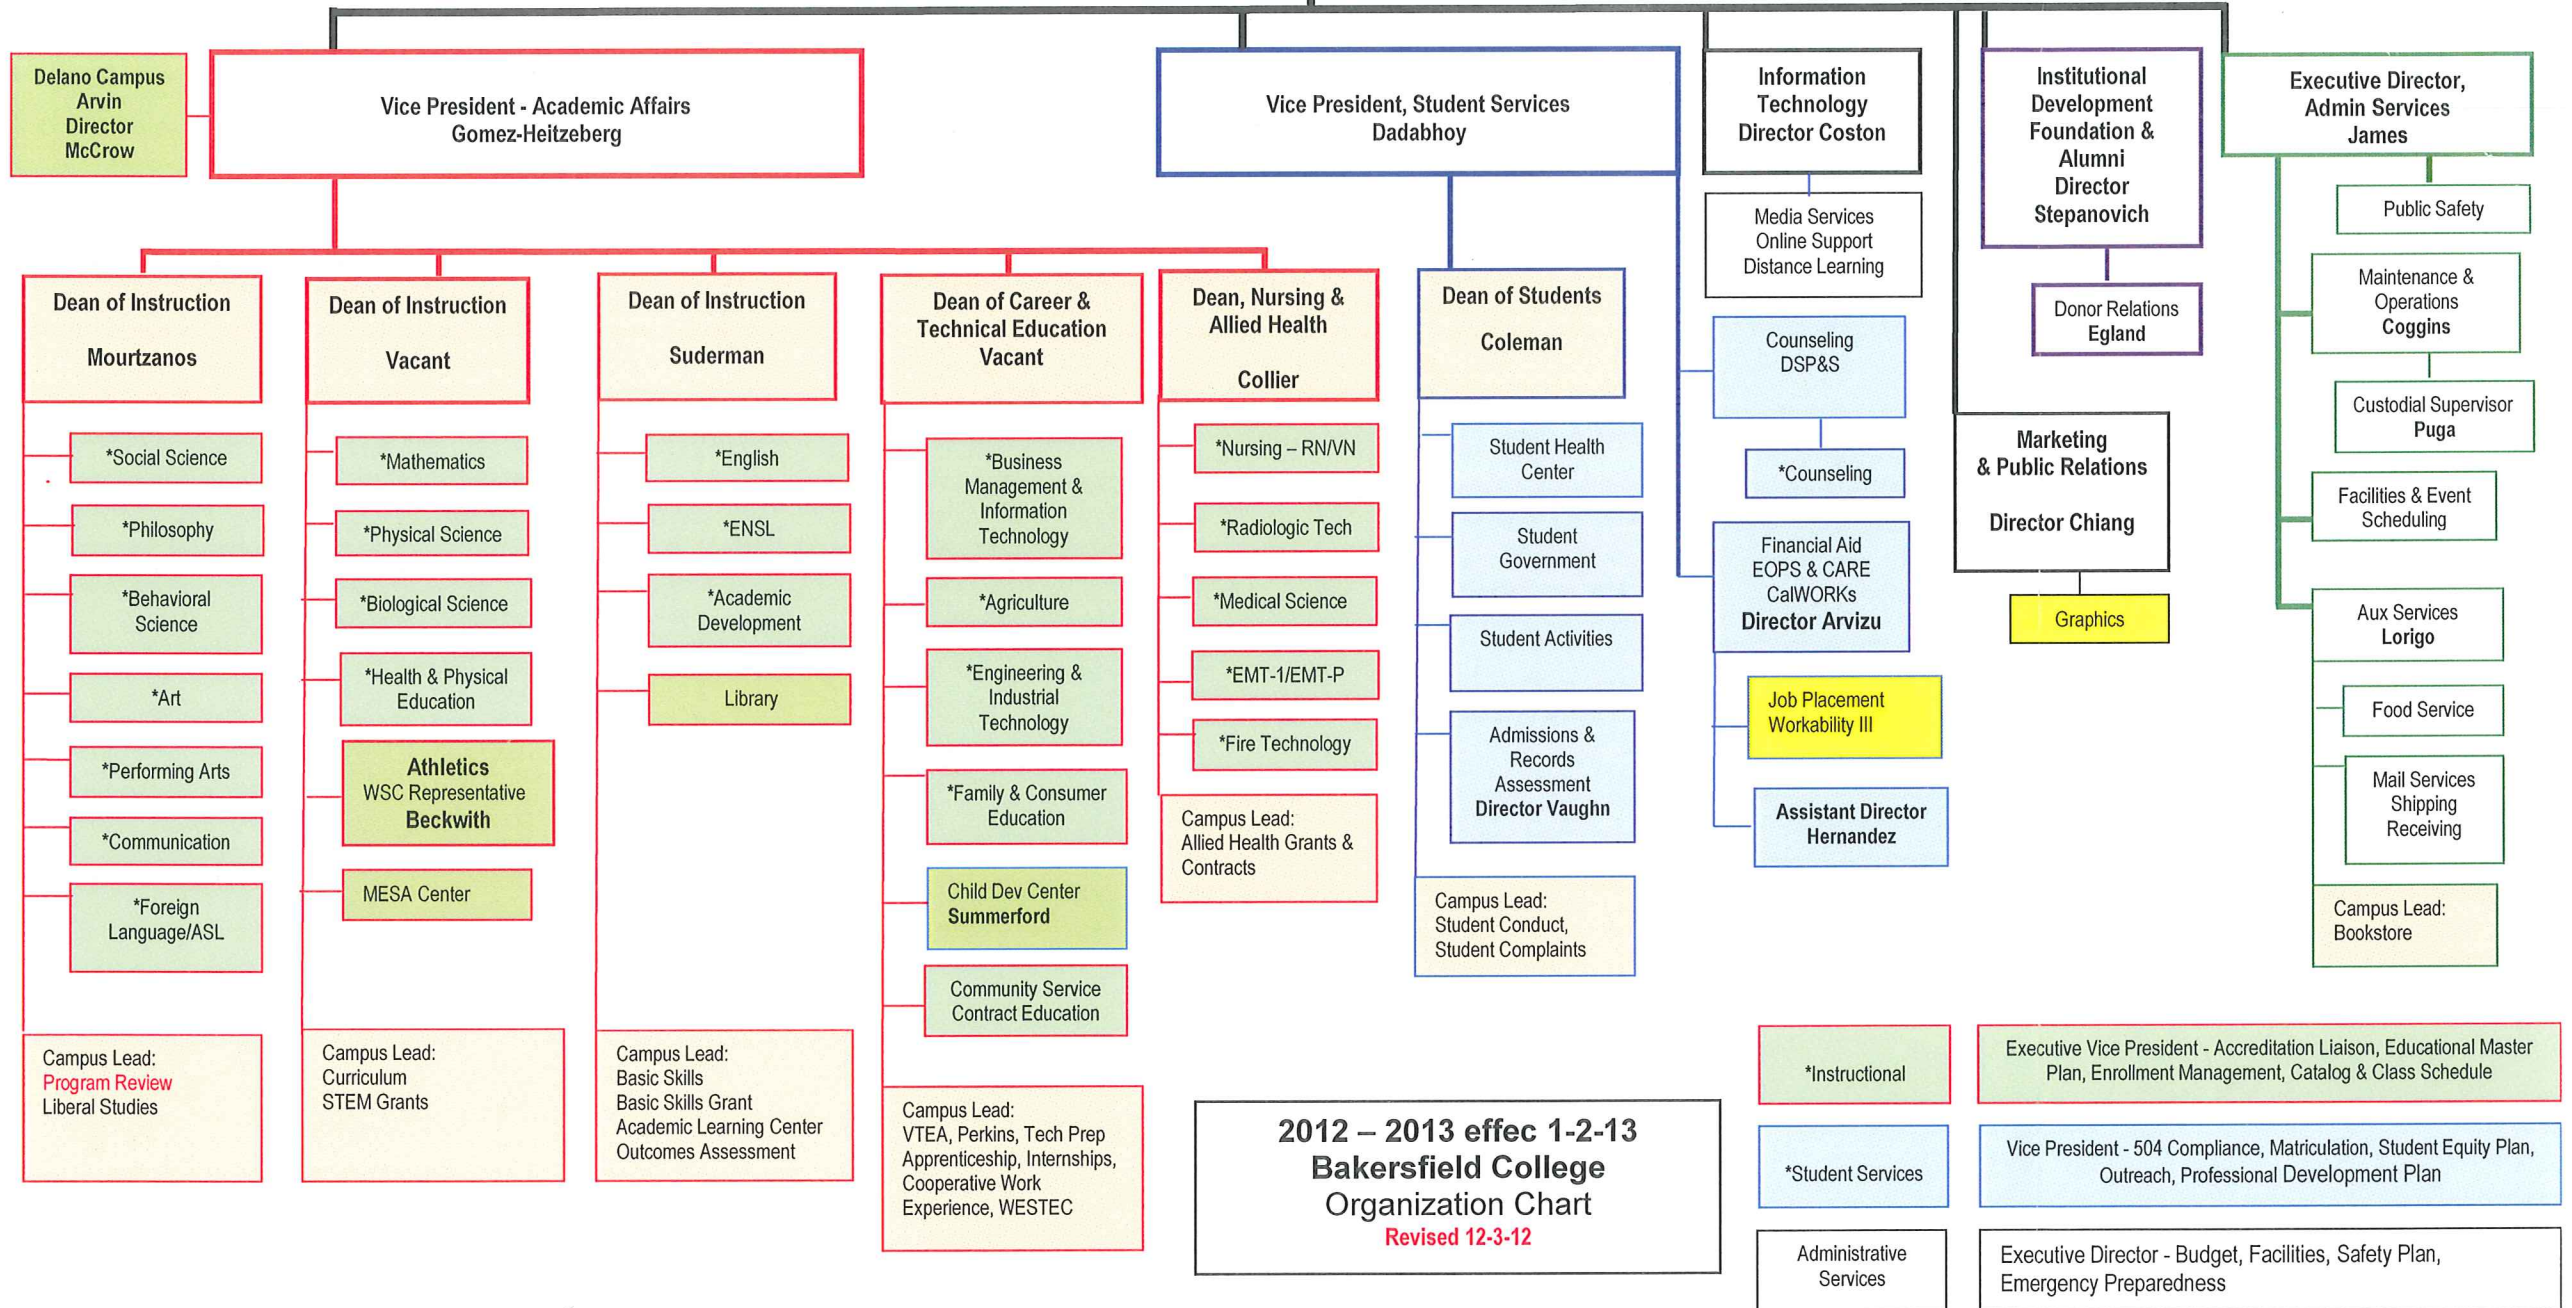 Delano Campus
Arvin
Director
McCrow
Vice President - Academic Affairs
Gomez-Heitzeberg
Vice President, Student Services
Dadabhoy
Information
Technology
Director Coston
Media Services
Online Support
Distance Learning
Institutional
Development
Foundation &
Alumni
Director
Stepanovich
Donor Relations
Egland
Executive Director,
Admin Services
James
Public Safety
Maintenance &
Operations
Coggins
Custodial Supervisor
Puga
Facilities & Event
Scheduling
Aux Services
Lorigo
Food Service
Mail Services
Shipping
Receiving
Campus Lead:
Bookstore
Dean of Instruction
Mourtzanos
*Social Science
*Philosophy
*Behavioral
Science
*Art
*Performing Arts
*Communication
*Foreign
Language/ASL
Campus Lead:
Program Review
Liberal Studies
Dean of Instruction
Vacant
*Mathematics
*Physical Science
*Biological Science
*Health & Physical
Education
Athletics
WSC Representative
Beckwith
MESA Center
Campus Lead:
Curriculum
STEM Grants
Dean of Instruction
Suderman
*English
*ENSL
*Academic
Development
Library
Campus Lead:
Basic Skills
Basic Skills Grant
Academic Learning Center
Outcomes Assessment
Dean of Career &
Technical Education
Vacant
*Business
Management &
Information
Technology
*Agriculture
*Engineering &
Industrial
Technology
*Family & Consumer
Education
Child Dev Center
Summerford
Community Service
Contract Education
Campus Lead:
VTEA, Perkins, Tech Prep
Apprenticeship, Internships,
Cooperative Work
Experience, WESTEC
Dean, Nursing &
Allied Health
Collier
*Nursing – RN/VN
*Radiologic Tech
*Medical Science
*EMT-1/EMT-P
*Fire Technology
Campus Lead:
Allied Health Grants &
Contracts
Dean of Students
Coleman
Student Health
Center
Student
Government
Student Activities
Admissions &
Records
Assessment
Director Vaughn
Campus Lead:
Student Conduct,
Student Complaints
Counseling
DSP&S
*Counseling
Financial Aid
EOPS & CARE
CalWORKs
Director Arvizu
Job Placement
Workability III
Assistant Director
Hernandez
Marketing
& Public Relations
Director Chiang
Graphics
2012 – 2013 effec 1-2-13
Bakersfield College
Organization Chart
Revised 12-3-12
*Instructional
Executive Vice President - Accreditation Liaison, Educational Master
Plan, Enrollment Management, Catalog & Class Schedule
*Student Services
Vice President - 504 Compliance, Matriculation, Student Equity Plan,
Outreach, Professional Development Plan
Administrative
Services
Executive Director - Budget, Facilities, Safety Plan,
Emergency Preparedness